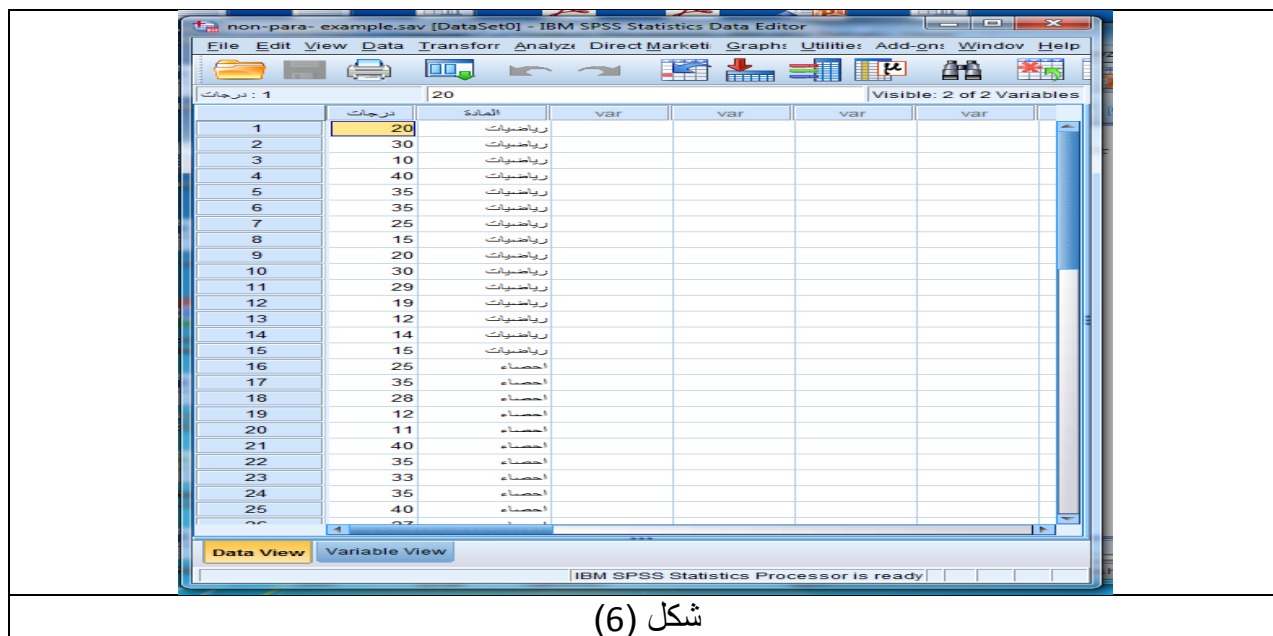 non-para- example.sav [DataSet0] - IBM SPSS Statistics Data Editor
File Edit View Data Transforr Analyze Direct Marketi Graphs Utilities Add-ons Windov Help
1 : درجات 20 Visible: 2 of 2 Variables
درجات المادة var var var var
1 20 رياضيات
2 30 رياضيات
3 10 رياضيات
4 40 رياضيات
5 35 رياضيات
6 35 رياضيات
7 25 رياضيات
8 15 رياضيات
9 20 رياضيات
10 30 رياضيات
11 29 رياضيات
12 19 رياضيات
13 12 رياضيات
14 14 رياضيات
15 15 رياضيات
16 25 احصاء
17 35 احصاء
18 28 احصاء
19 12 احصاء
20 11 احصاء
21 40 احصاء
22 35 احصاء
23 33 احصاء
24 35 احصاء
25 40 احصاء
Data View Variable View
IBM SPSS Statistics Processor is ready
شكل (6)